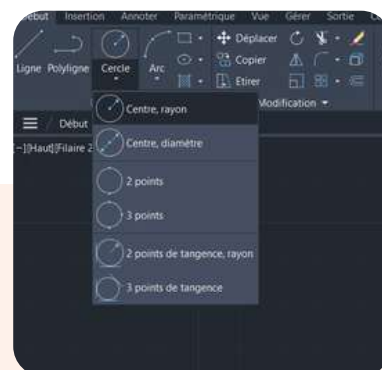 Début Insertion Annoter Paramétrique Vue Gérer Sortie
Ligne Polyligne Cercle Arc
Déplacer
Copier
Etirer
Modification
Début
[−][Haut][Filaire 2
Centre, rayon
Centre, diamètre
2 points
3 points
2 points de tangence, rayon
3 points de tangence